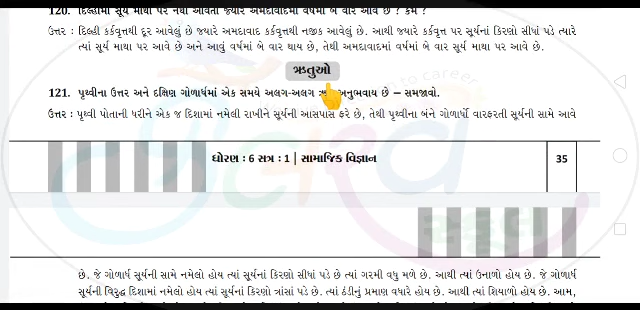 120. દિલ્હીમાં સૂર્ય માથા પર નથી આવતો જ્યારે અમદાવાદમાં વર્ષમાં બે વાર આવે છે ? કેમ ?
ઉત્તર : દિલ્હી કર્કવૃત્તથી દૂર આવેલું છે જ્યારે અમદાવાદ કર્કવૃત્તથી નજીક આવેલું છે. આથી જ્યારે કર્કવૃત્ત પર સૂર્યનાં કિરણો સીધાં પડે ત્યારે
ત્યાં સૂર્ય માથા પર આવે છે અને આવું વર્ષમાં બે વાર થાય છે, તેથી અમદાવાદમાં વર્ષમાં બે વાર સૂર્ય માથા પર આવે છે.
ઋતુઓ
to career
121. પૃથ્વીના ઉત્તર અને દક્ષિણ ગોળાર્ધમાં એક સમયે અલગ-અલગ અનુભવાય છે – સમજાવો.
ઉત્તર : પૃથ્વી પોતાની ધરીને એક જ દિશામાં નમેલી રાખીને સૂર્યની આસપાસ ફરે છે, તેથી પૃથ્વીના બંને ગોળાર્ધો વારાફરતી સૂર્યની સામે આવે
ધોરણ : 6 સત્ર : 1 | સામાજિક વિજ્ઞાન 35
છે. જે ગોળાર્ધ સૂર્યની સામે નમેલો હોય ત્યાં સૂર્યનાં કિરણો સીધાં પડે છે ત્યાં ગરમી વધુ મળે છે. આથી ત્યાં ઉનાળો હોય છે. જે ગોળાર્ધ
સૂર્યની વિરુદ્ધ દિશામાં નમેલો હોય ત્યાં સૂર્યનાં કિરણો ત્રાંસાં પડે છે. ત્યાં ઠંડીનું પ્રમાણ વધારે હોય છે. આથી ત્યાં શિયાળો હોય છે. આમ,